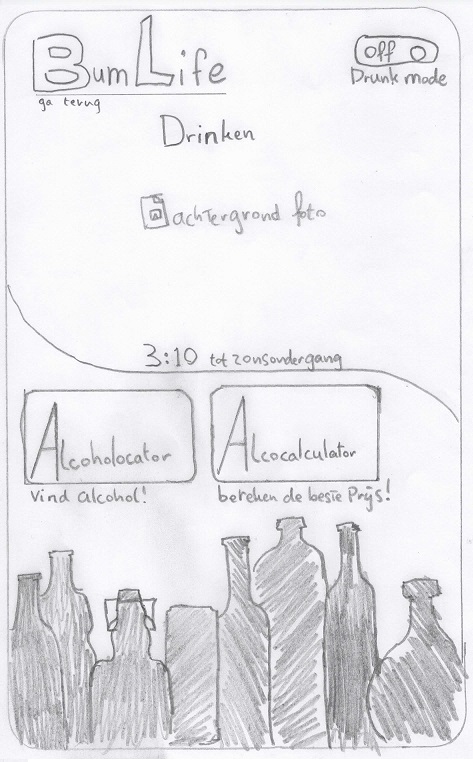 BumLife
off
Drunk mode
ga terug
Drinken
achtergrond foto
3:10 tot zonsondergang
Alcoholocator
Alcocalculator
Vind alcohol!
bereken de beste Prijs!